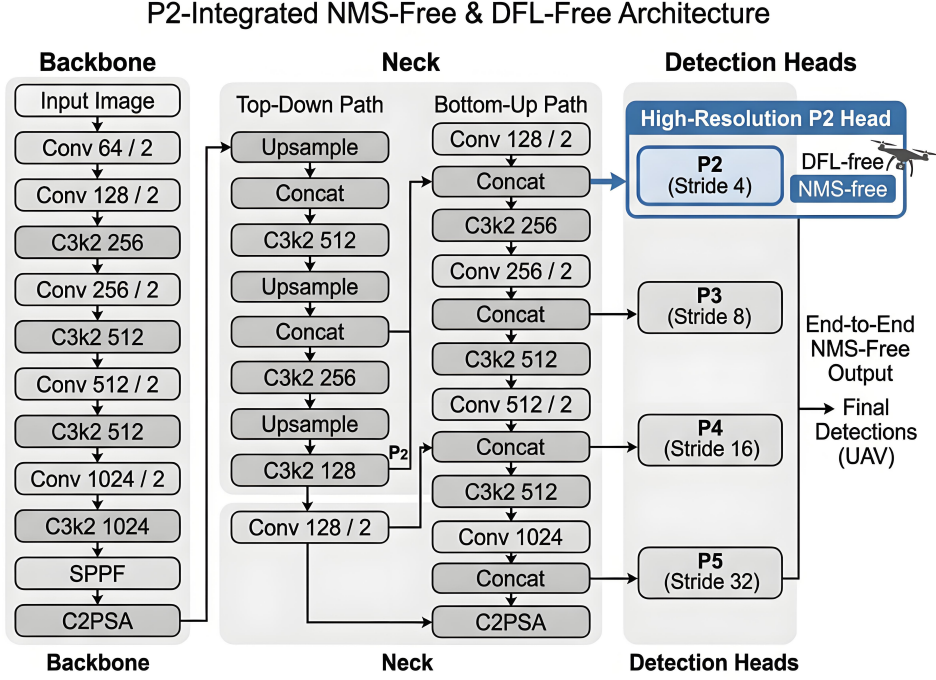 P2-Integrated NMS-Free & DFL-Free Architecture
Backbone
Input Image
Conv 64 / 2
Conv 128 / 2
C3k2 256
Conv 256 / 2
C3k2 512
Conv 512 / 2
C3k2 512
Conv 1024 / 2
C3k2 1024
SPPF
C2PSA
Backbone
Neck
Top-Down Path
Upsample
Concat
C3k2 512
Upsample
Concat
C3k2 256
Upsample
C3k2 128
P2
Conv 128 / 2
Bottom-Up Path
Conv 128 / 2
Concat
C3k2 256
Conv 256 / 2
Concat
C3k2 512
Conv 512 / 2
Concat
C3k2 512
Conv 1024
Concat
C2PSA
Neck
Detection Heads
High-Resolution P2 Head
P2
(Stride 4)
DFL-free
NMS-free
P3
(Stride 8)
P4
(Stride 16)
P5
(Stride 32)
End-to-End
NMS-Free
Output
Final
Detections
(UAV)
Detection Heads